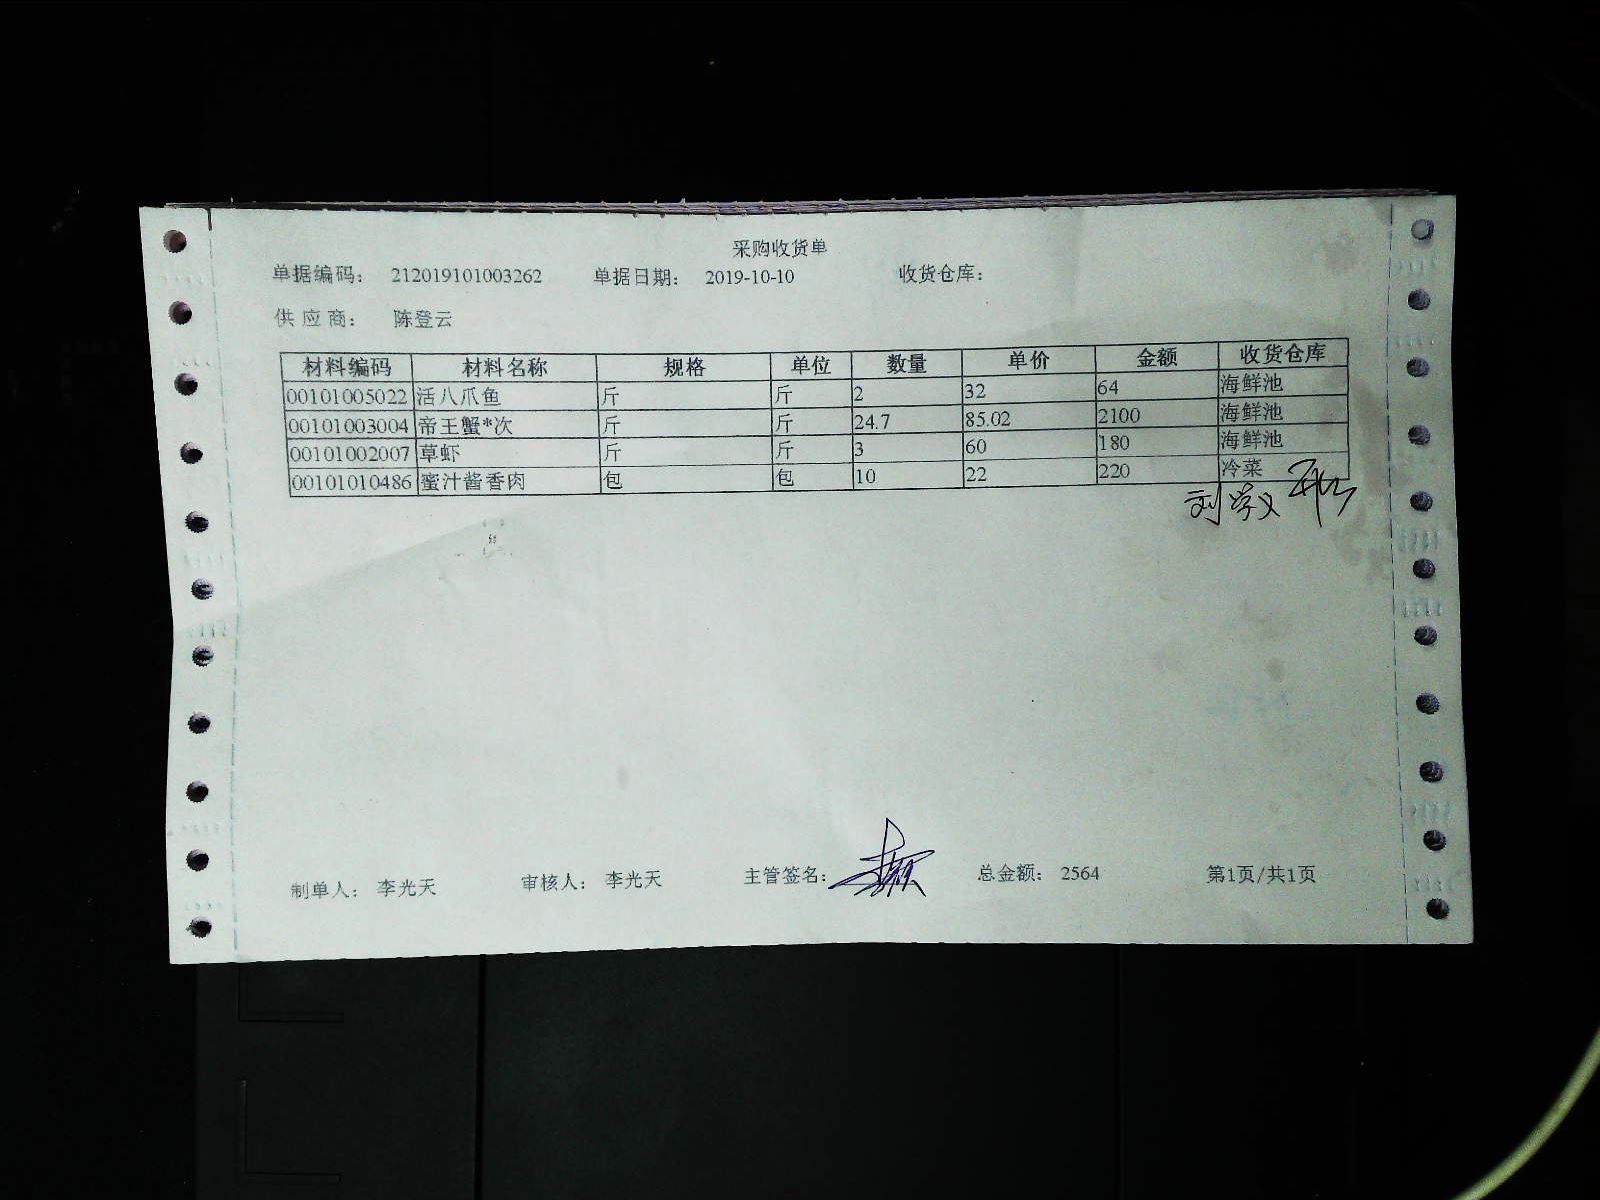 采购收货单
单据编码： 212019101003262 单据日期： 2019-10-10 收货仓库：
供应商： 陈登云
材料编码 材料名称 规格 单位 数量 单价 金额 收货仓库
00101005022 活八爪鱼 斤 斤 2 32 64 海鲜池
00101003004 帝王蟹*次 斤 斤 24.7 85.02 2100 海鲜池
00101002007 草虾 斤 斤 3 60 180 海鲜池
00101010486 蜜汁酱香肉 包 包 10 22 220 冷菜
制单人： 李光天 审核人： 李光天 主管签名： 总金额： 2564 第1页/共1页